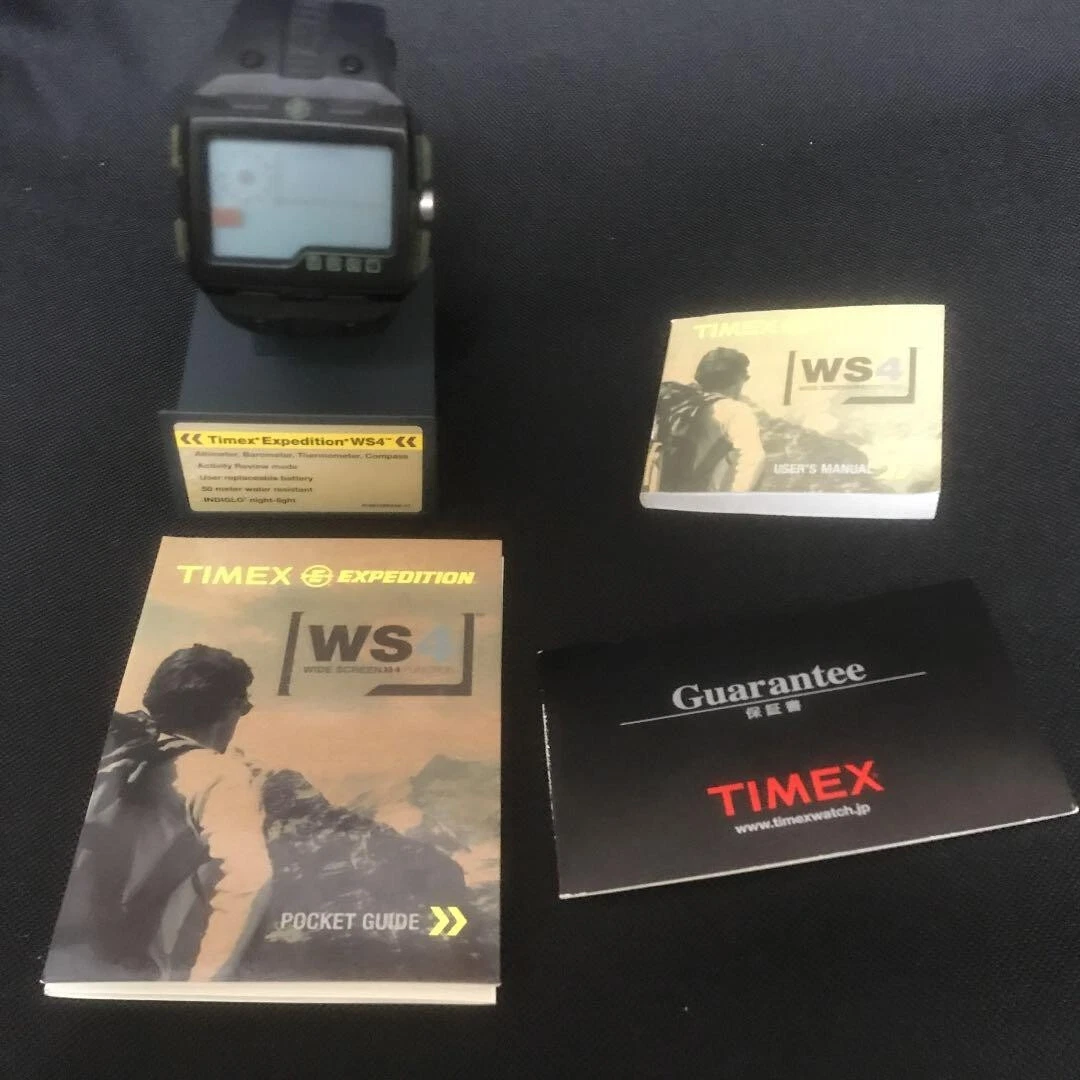 Timex® Expedition® WS4™
Altimeter, Barometer, Thermometer, Compass
Activity Review mode
User replaceable battery
50 meter water resistant
INDIGLO® night-light
TIMEX
WS4
USER'S MANUAL
TIMEX EXPEDITION
WS4™
WIDE SCREEN 4 FUNCTION
POCKET GUIDE
Guarantee
保証書
TIMEX®
www.timexwatch.jp